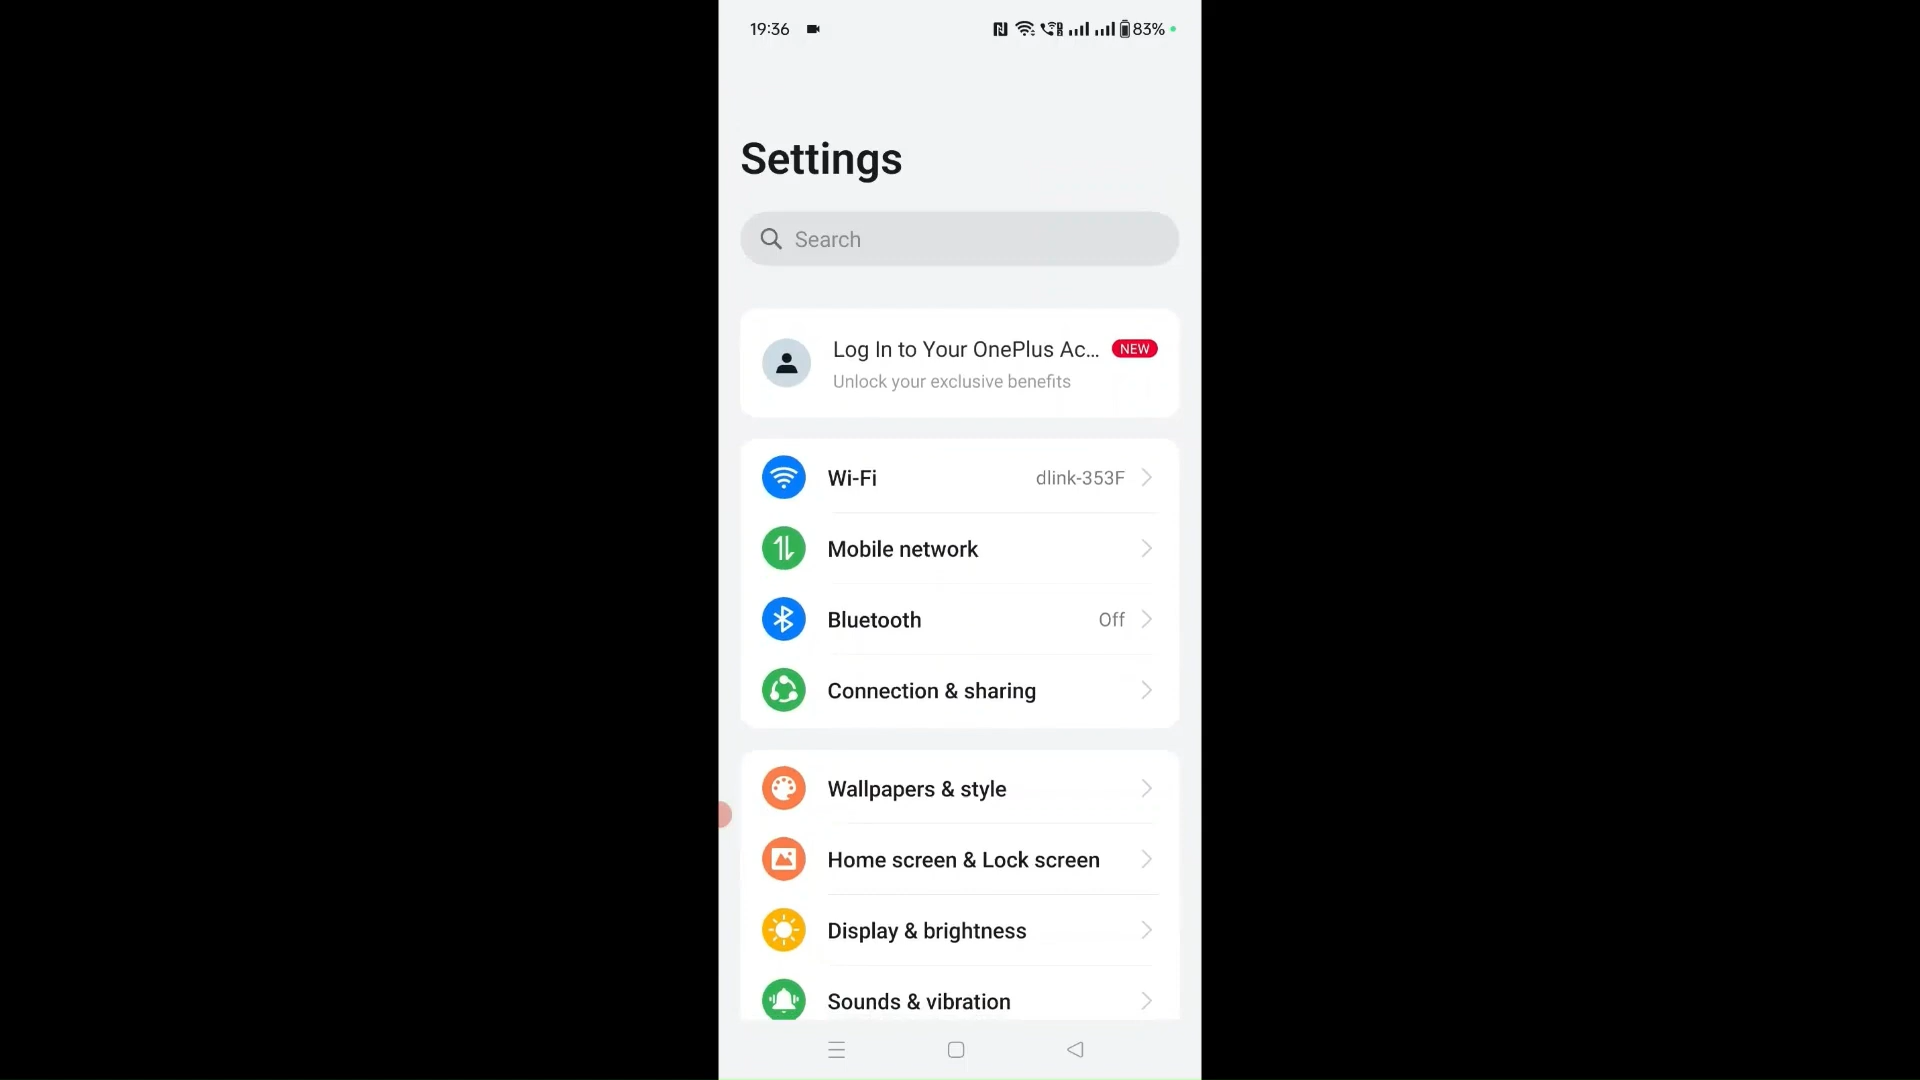 19:36
83%
Settings
Search
Log In to Your OnePlus Ac... NEW
Unlock your exclusive benefits
Wi-Fi dlink-353F
Mobile network
Bluetooth Off
Connection & sharing
Wallpapers & style
Home screen & Lock screen
Display & brightness
Sounds & vibration